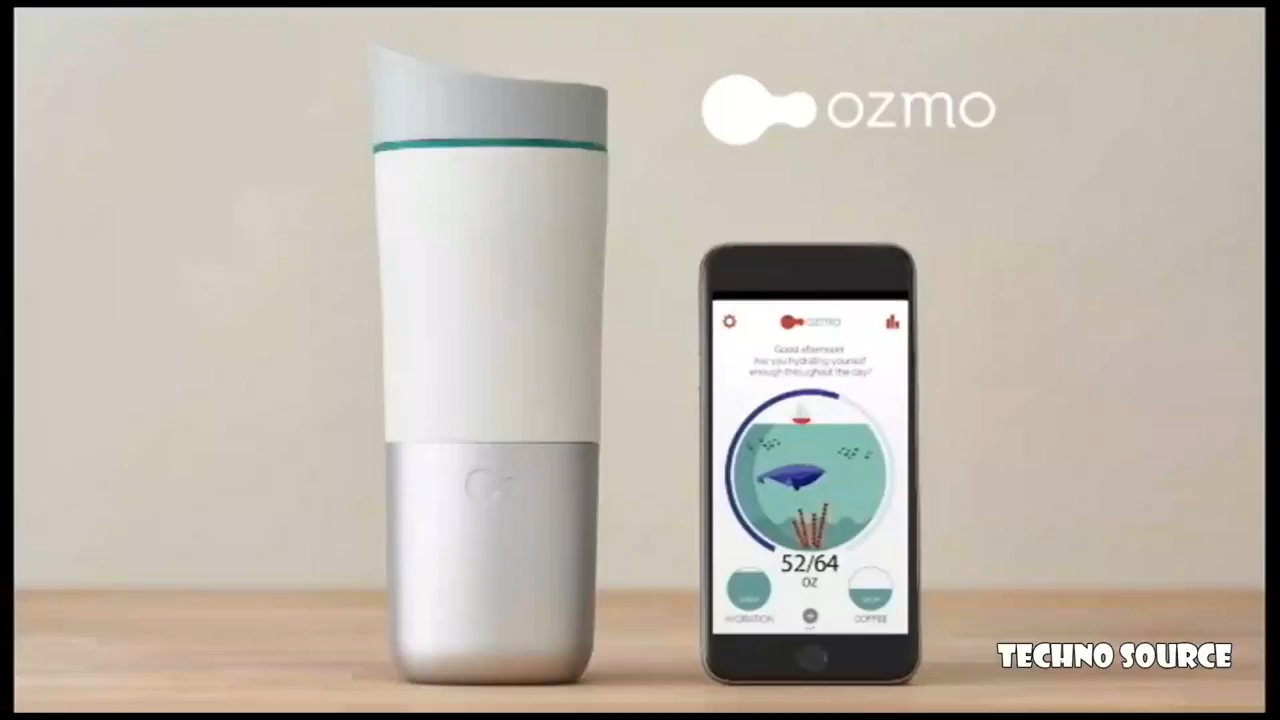 ozmo
ozmo
Good afternoon!
Are you hydrating yourself
enough throughout the day?
52/64
OZ
HYDRATION
COFFEE
TECHNO SOURCE